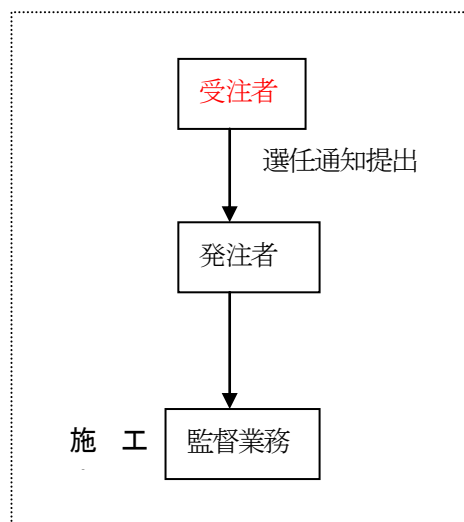 受注者
選任通知提出
発注者
施　工
監督業務